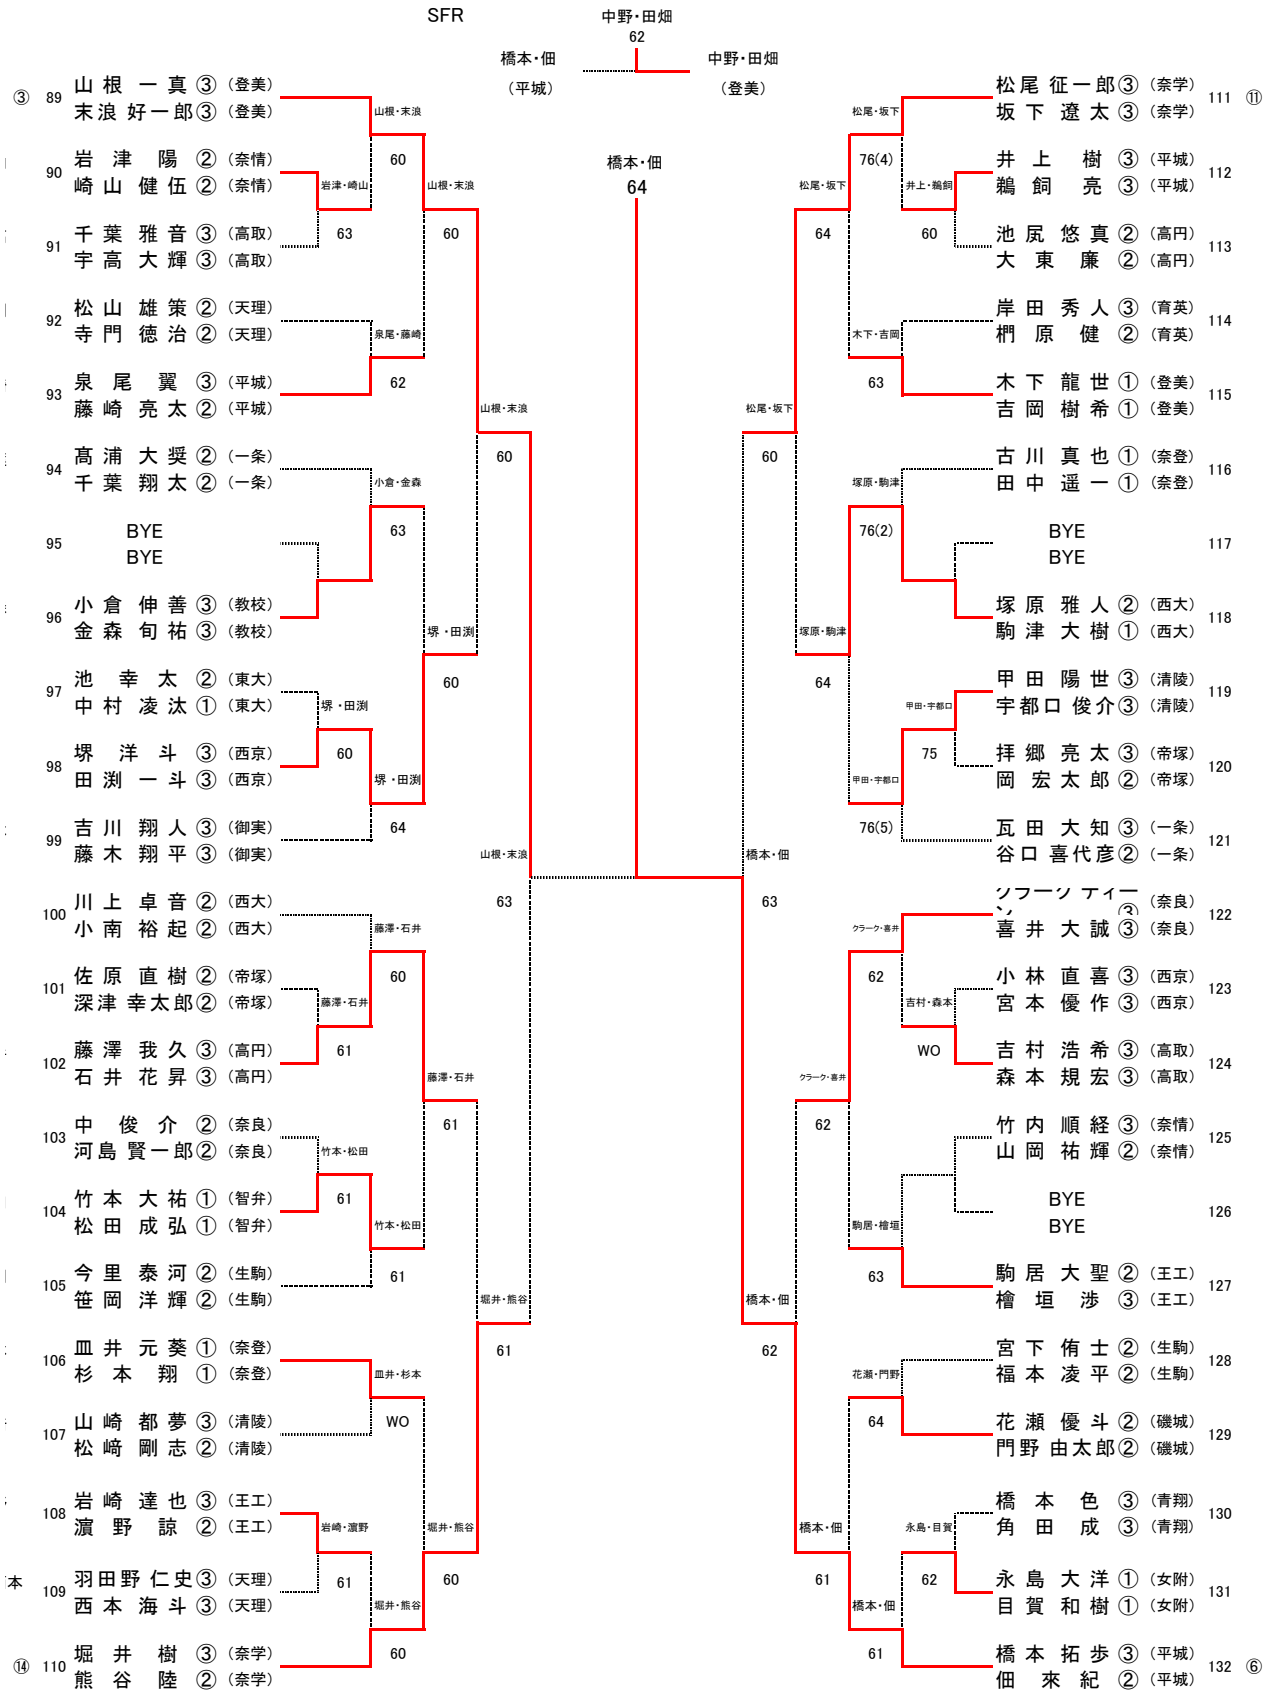 SFR
中野・田畑
62
橋本・佃
(平城)
中野・田畑
(登美)
橋本・佃
64
③ 89 山根 一真 ③ (登美)
末浪 好一郎 ③ (登美)
山根・末浪
60
90 岩津 陽 ② (奈情)
崎山 健伍 ② (奈情)
岩津・崎山
63
山根・末浪
60
91 千葉 雅音 ③ (高取)
宇高 大輝 ③ (高取)
92 松山 雄策 ② (天理)
寺門 徳治 ② (天理)
泉尾・藤崎
62
93 泉尾 翼 ③ (平城)
藤崎 亮太 ② (平城)
山根・末浪
60
94 髙浦 大奨 ② (一条)
千葉 翔太 ② (一条)
小倉・金森
63
95 BYE
BYE
96 小倉 伸善 ③ (教校)
金森 旬祐 ③ (教校)
堺・田渕
60
97 池 幸太 ② (東大)
中村 凌汰 ① (東大)
堺・田渕
60
98 堺 洋斗 ③ (西京)
田渕 一斗 ③ (西京)
堺・田渕
64
99 吉川 翔人 ③ (御実)
藤木 翔平 ③ (御実)
山根・末浪
63
100 川上 卓音 ② (西大)
小南 裕起 ② (西大)
藤澤・石井
60
101 佐原 直樹 ② (帝塚)
深津 幸太郎 ② (帝塚)
藤澤・石井
61
102 藤澤 我久 ③ (高円)
石井 花昇 ③ (高円)
藤澤・石井
61
103 中 俊介 ② (奈良)
河島 賢一郎 ② (奈良)
竹本・松田
61
104 竹本 大祐 ① (智弁)
松田 成弘 ① (智弁)
竹本・松田
61
105 今里 泰河 ② (生駒)
笹岡 洋輝 ② (生駒)
堀井・熊谷
61
106 皿井 元葵 ① (奈登)
杉本 翔 ① (奈登)
皿井・杉本
WO
107 山崎 都夢 ③ (清陵)
松﨑 剛志 ② (清陵)
108 岩崎 達也 ③ (王工)
濵野 諒 ② (王工)
岩崎・濵野
61
堀井・熊谷
60
本
109 羽田野 仁史 ③ (天理)
西本 海斗 ③ (天理)
堀井・熊谷
60
⑭ 110 堀井 樹 ③ (奈学)
熊谷 陸 ② (奈学)
松尾 征一郎 ③ (奈学) 111 ⑪
坂下 遼太 ③ (奈学)
松尾・坂下
76(4)
井上 樹 ③ (平城) 112
鵜飼 亮 ③ (平城)
井上・鵜飼
60
松尾・坂下
64
池尻 悠真 ② (高円) 113
大東 廉 ② (高円)
岸田 秀人 ③ (育英) 114
椚原 健 ② (育英)
木下・吉岡
63
木下 龍世 ① (登美) 115
吉岡 樹希 ① (登美)
松尾・坂下
60
古川 真也 ① (奈登) 116
田中 遥一 ① (奈登)
塚原・駒津
76(2)
BYE 117
BYE
塚原 雅人 ② (西大) 118
駒津 大樹 ① (西大)
塚原・駒津
64
甲田 陽世 ③ (清陵) 119
宇都口 俊介 ③ (清陵)
甲田・宇都口
75
拝郷 亮太 ③ (帝塚) 120
岡 宏太郎 ② (帝塚)
甲田・宇都口
76(5)
瓦田 大知 ③ (一条) 121
谷口 喜代彦 ② (一条)
橋本・佃
63
クラーク ディーン ③ (奈良) 122
喜井 大誠 ③ (奈良)
クラーク・喜井
62
小林 直喜 ③ (西京) 123
宮本 優作 ③ (西京)
吉村・森本
WO
吉村 浩希 ③ (高取) 124
森本 規宏 ③ (高取)
クラーク・喜井
62
竹内 順経 ③ (奈情) 125
山岡 祐輝 ② (奈情)
BYE 126
BYE
駒居・檜垣
63
駒居 大聖 ② (王工) 127
檜垣 渉 ③ (王工)
橋本・佃
62
宮下 侑士 ② (生駒) 128
福本 凌平 ② (生駒)
花瀬・門野
64
花瀬 優斗 ② (磯城) 129
門野 由太郎 ② (磯城)
橋本 色 ③ (青翔) 130
角田 成 ③ (青翔)
永島・目賀
62
橋本・佃
61
永島 大洋 ① (女附) 131
目賀 和樹 ① (女附)
橋本・佃
61
橋本 拓歩 ③ (平城) 132 ⑥
佃 來紀 ② (平城)